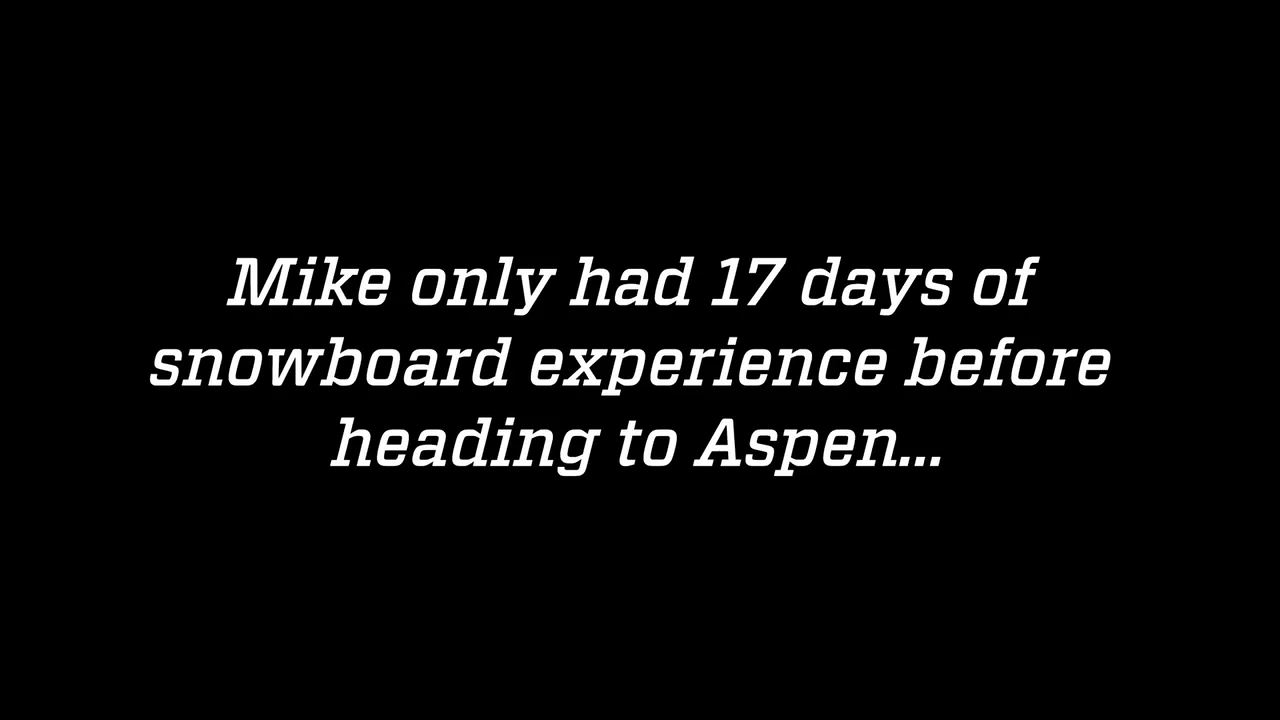 Mike only had 17 days of
snowboard experience before
heading to Aspen...